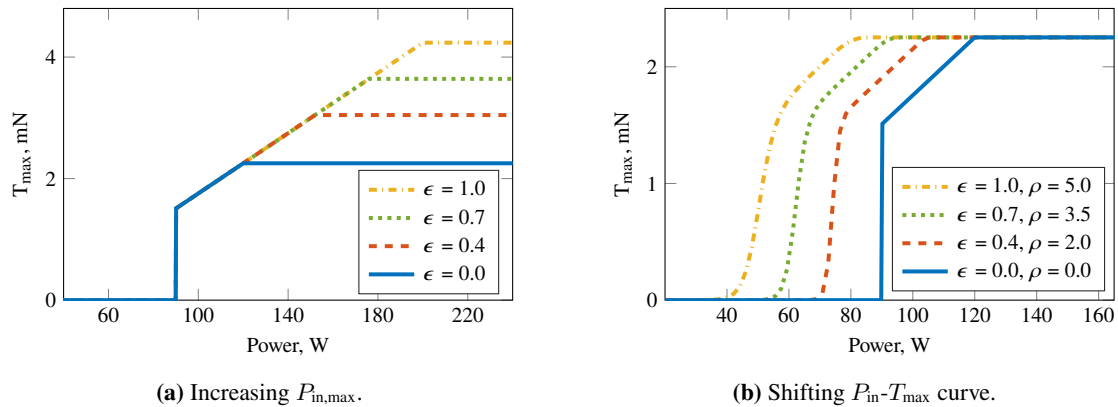 4
2
0
T_max, mN
ϵ = 1.0
ϵ = 0.7
ϵ = 0.4
ϵ = 0.0
60 100 140 180 220
Power, W
(a) Increasing P_in,max.
2
1
0
T_max, mN
ϵ = 1.0, ρ = 5.0
ϵ = 0.7, ρ = 3.5
ϵ = 0.4, ρ = 2.0
ϵ = 0.0, ρ = 0.0
40 60 80 100 120 140 160
Power, W
(b) Shifting P_in-T_max curve.